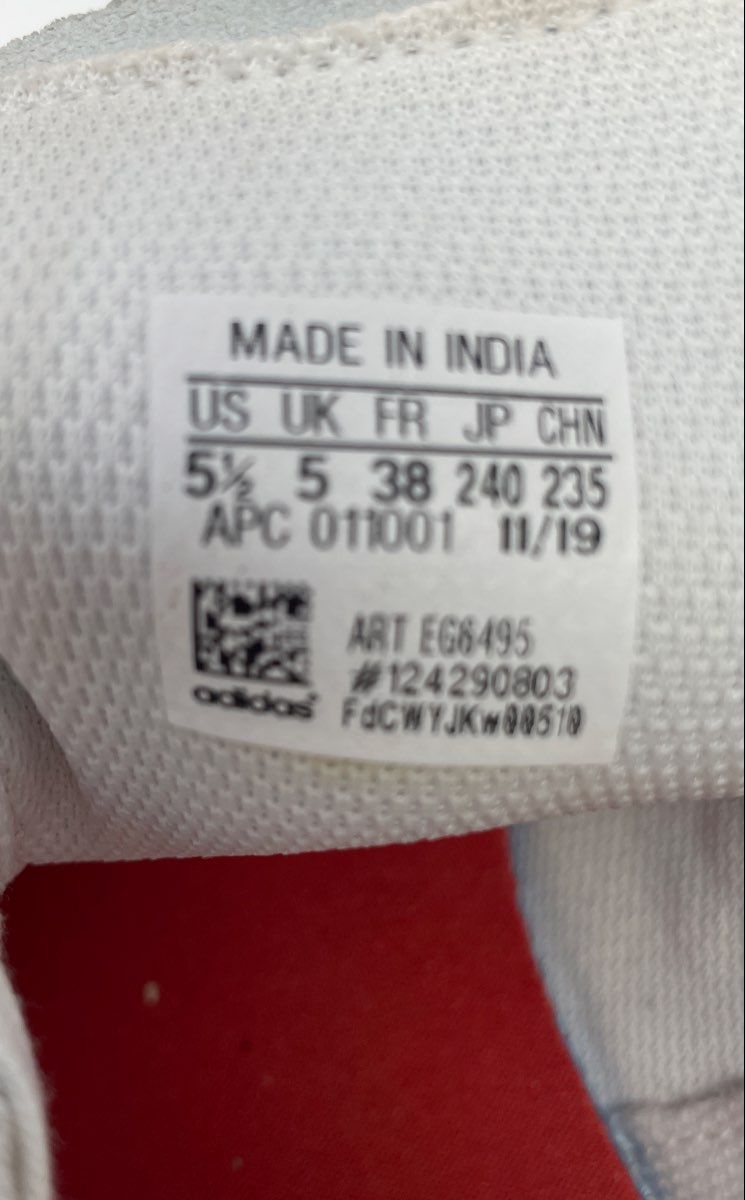 MADE IN INDIA
US UK FR JP CHN
5½ 5 38 240 235
APC 011001 11/19
ART EG6495
#124290803
adidas
FdCWYJKw00510